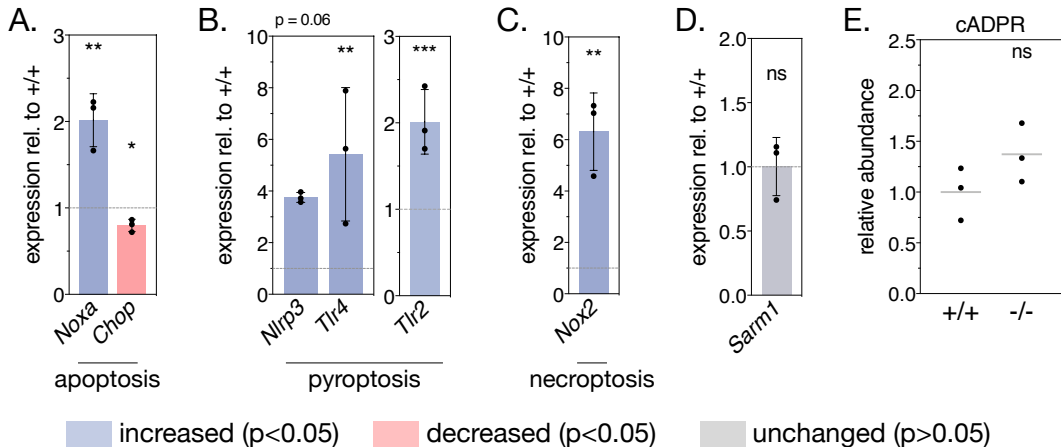 A.
expression rel. to +/+
3
2
1
0
**
*
Noxa
Chop
apoptosis
B.
p = 0.06
expression rel. to +/+
10
8
6
4
2
0
**
Nlrp3
Tlr4
3
2
1
0
***
Tlr2
pyroptosis
C.
expression rel. to +/+
10
8
6
4
2
0
**
Nox2
necroptosis
D.
expression rel. to +/+
2.0
1.5
1.0
0.5
0.0
ns
Sarm1
E.
cADPR
ns
relative abundance
2.5
2.0
1.5
1.0
0.5
0.0
+/+
-/-
increased (p<0.05)
decreased (p<0.05)
unchanged (p>0.05)